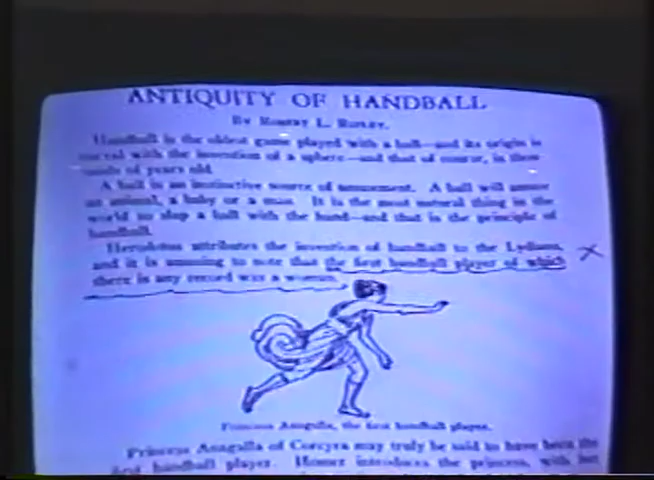 ANTIQUITY OF HANDBALL
By Robert L. Ripley.
Handball is the oldest game played with a ball—and its origin is
coeval with the invention of a sphere—and that of course, is thou-
sands of years old.
A ball is an instinctive source of amusement. A ball will amuse
an animal, a baby or a man. It is the most natural thing in the
world to slap a ball with the hand—and that is the principle of
handball.
Herodotus attributes the invention of handball to the Lydians,
and it is amusing to note that the first handball player of which
there is any record was a woman.
Princess Anagalla, the first handball player.
Princess Anagalla of Corcyra may truly be said to have been the
first handball player. Homer introduces the princess, with her